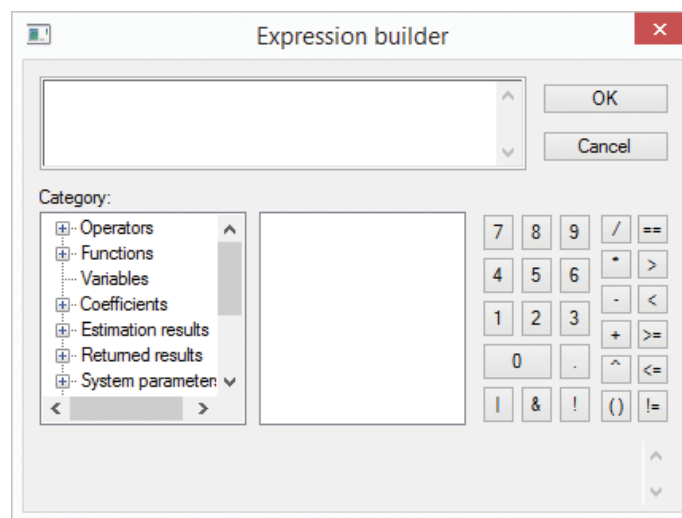 Expression builder
OK
Cancel
Category:
Operators
Functions
Variables
Coefficients
Estimation results
Returned results
System parameter
7 8 9 / ==
4 5 6 * >
1 2 3 - <
+ >=
0 . ^ <=
| & ! () !=